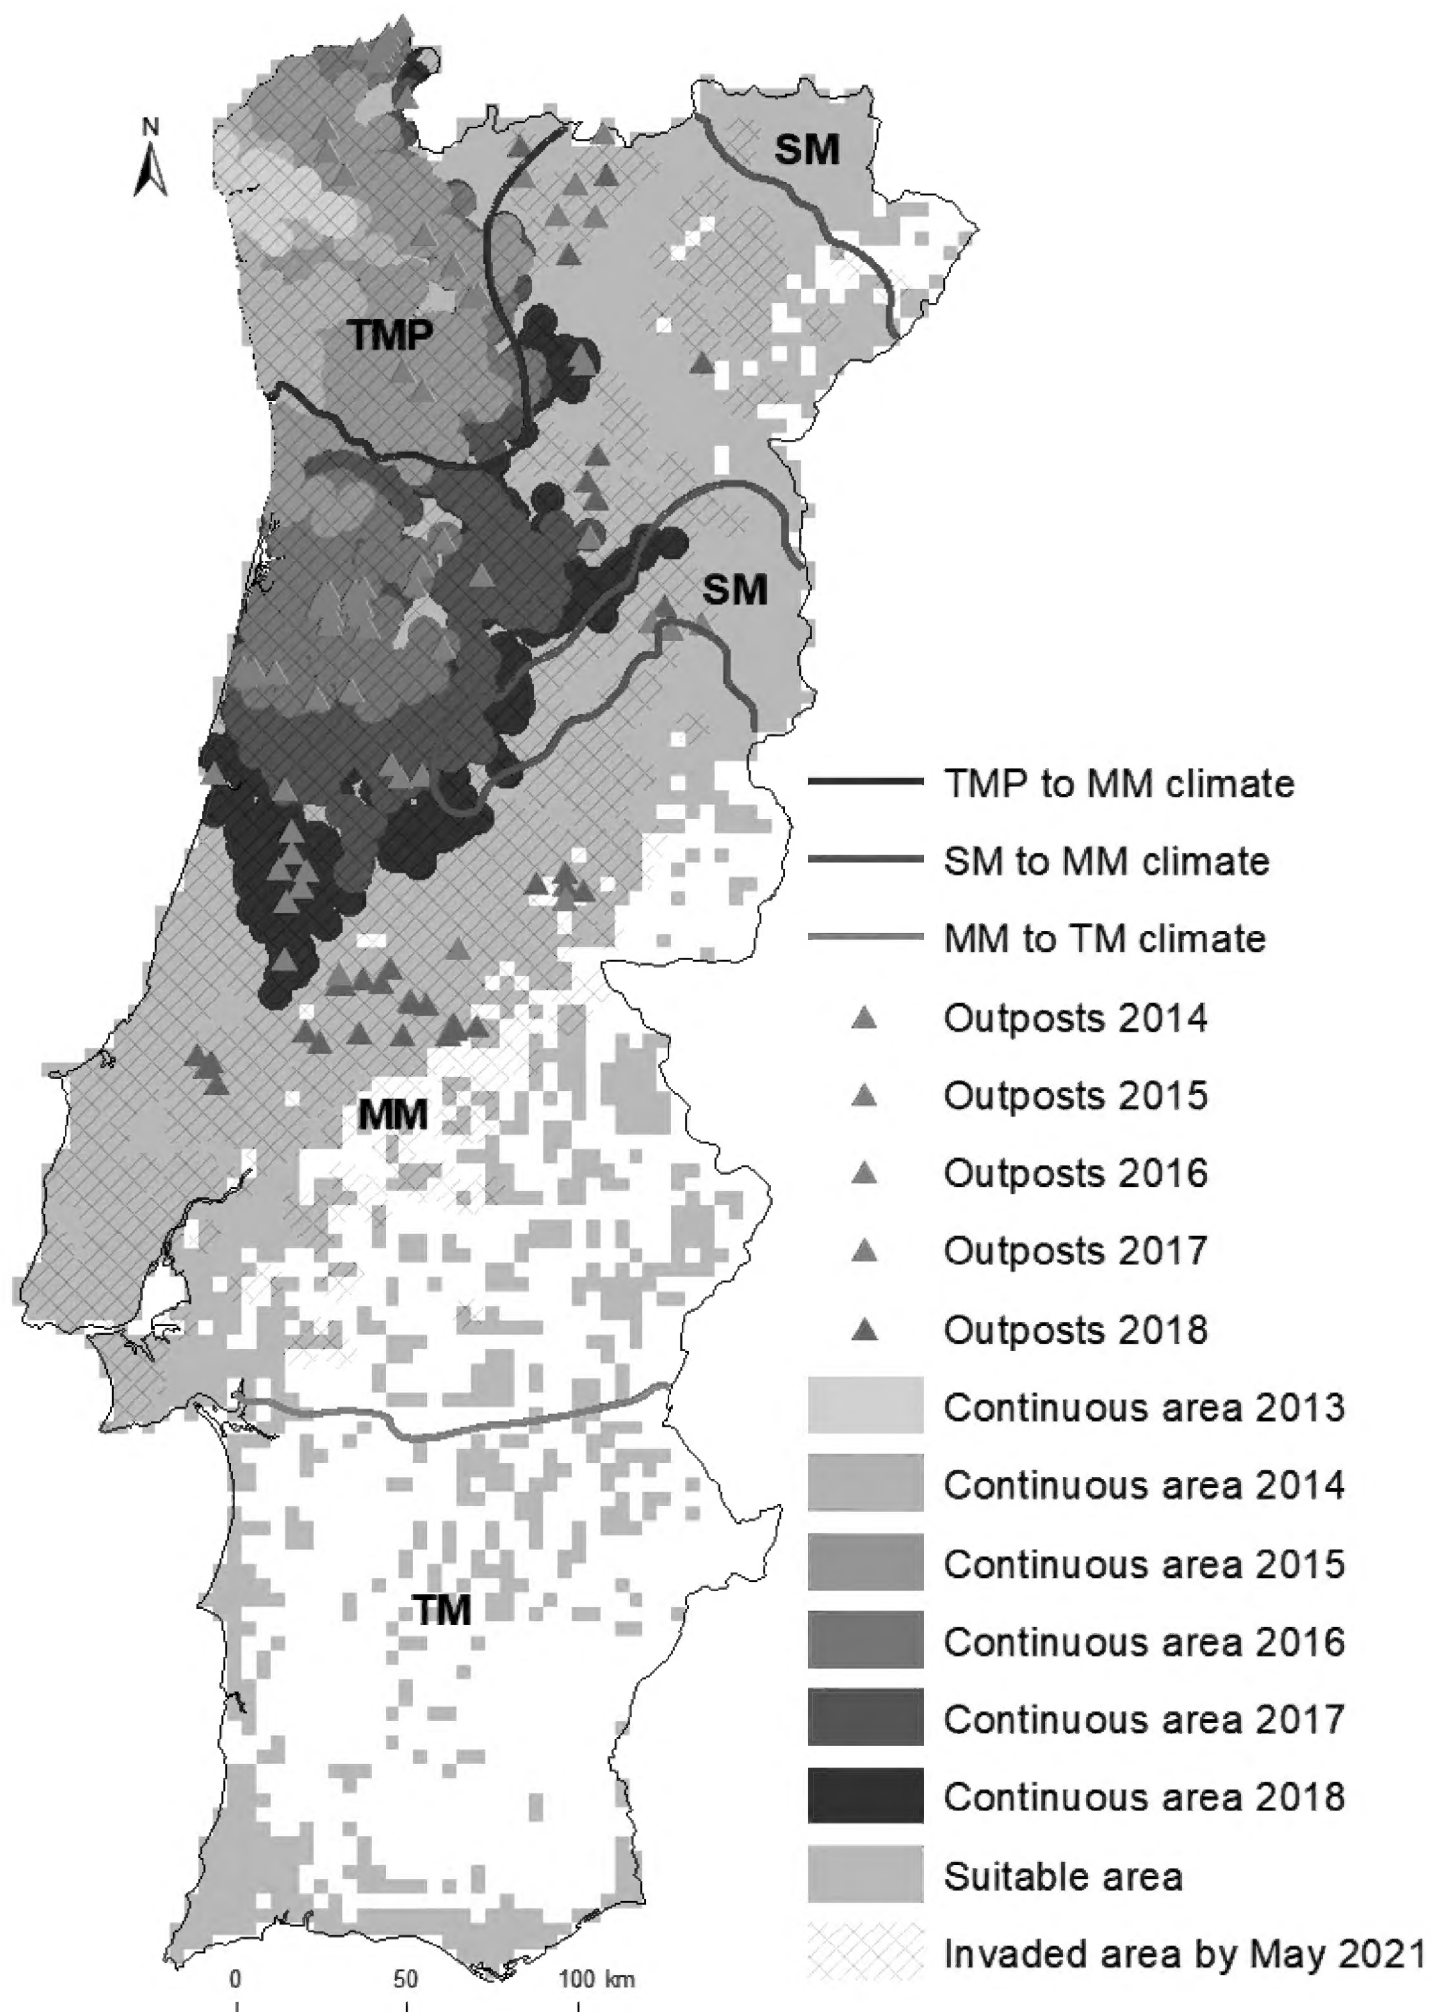 N
SM
TMP
SM
TMP to MM climate
SM to MM climate
MM to TM climate
Outposts 2014
Outposts 2015
MM
Outposts 2016
Outposts 2017
Outposts 2018
Continuous area 2013
Continuous area 2014
Continuous area 2015
TM
Continuous area 2016
Continuous area 2017
Continuous area 2018
Suitable area
Invaded area by May 2021
0 50 100 km